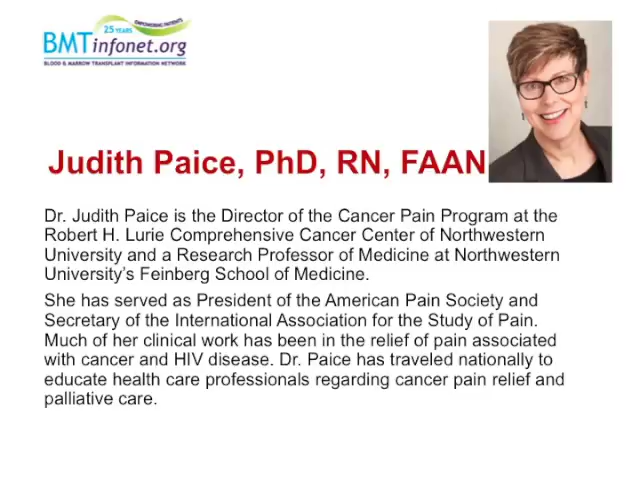 EMPOWERING PATIENTS
25 YEARS
BMTinfonet.org
BLOOD & MARROW TRANSPLANT INFORMATION NETWORK
Judith Paice, PhD, RN, FAAN
Dr. Judith Paice is the Director of the Cancer Pain Program at the
Robert H. Lurie Comprehensive Cancer Center of Northwestern
University and a Research Professor of Medicine at Northwestern
University’s Feinberg School of Medicine.
She has served as President of the American Pain Society and
Secretary of the International Association for the Study of Pain.
Much of her clinical work has been in the relief of pain associated
with cancer and HIV disease. Dr. Paice has traveled nationally to
educate health care professionals regarding cancer pain relief and
palliative care.